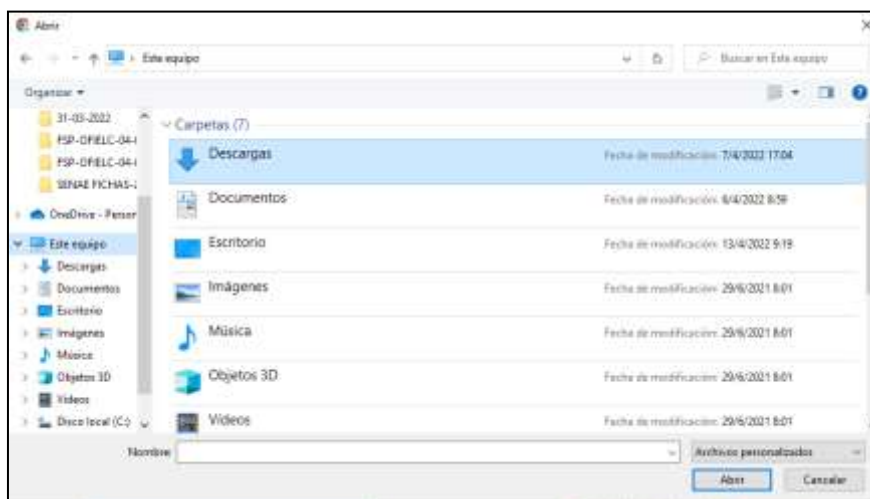 Abrir
Este equipo
Buscar en Este equipo
Organizar
31-03-2022
FSP-OFIELC-04-
FSP-OFIELC-04-
SENAE FICHAS-
OneDrive - Person
Este equipo
Descargas
Documentos
Escritorio
Imágenes
Música
Objetos 3D
Vídeos
Disco local (C:)
Carpetas (7)
Descargas
Fecha de modificación: 7/4/2022 17:04
Documentos
Fecha de modificación: 8:59
Escritorio
Fecha de modificación: 13/4/2022 9:19
Imágenes
Fecha de modificación: 29/6/2021 8:01
Música
Fecha de modificación: 29/6/2021 8:01
Objetos 3D
Fecha de modificación: 29/6/2021 8:01
Vídeos
Fecha de modificación: 29/6/2021 8:01
Nombre
Archivos personalizados
Abrir
Cancelar